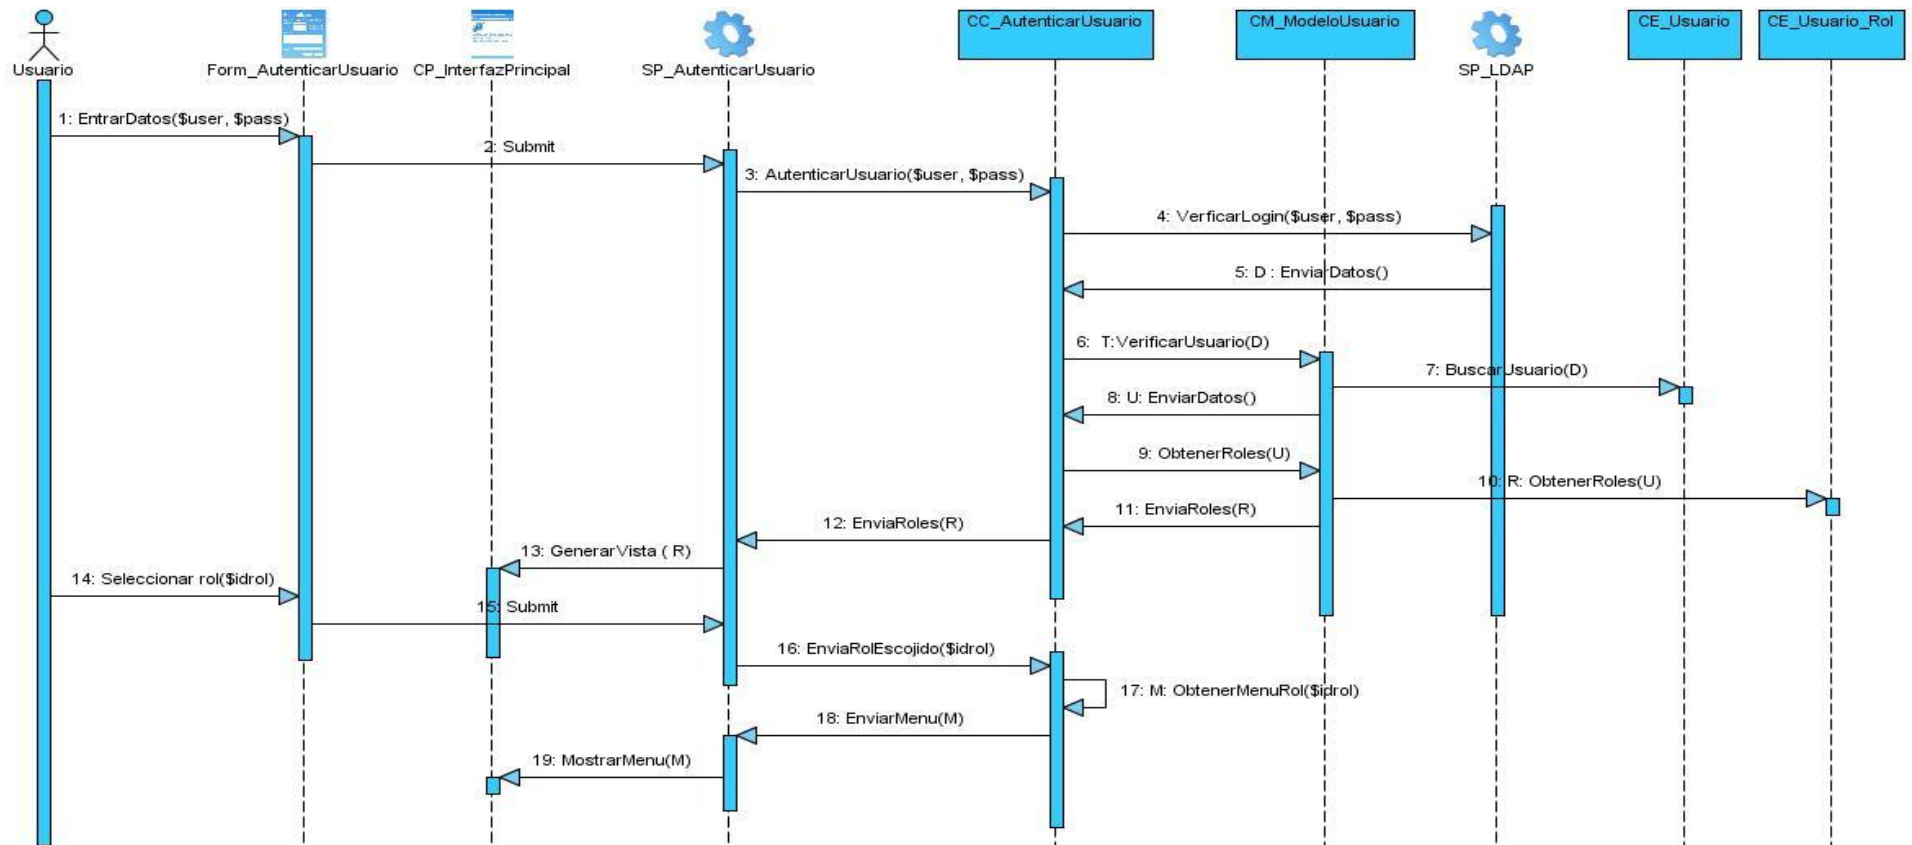 CC_AutenticarUsuario
CM_ModeloUsuario
CE_Usuario
CE_Usuario_Rol
Usuario
Form_AutenticarUsuario
CP_InterfazPrincipal
SP_AutenticarUsuario
SP_LDAP
1: EntrarDatos($user, $pass)
2: Submit
3: AutenticarUsuario($user, $pass)
4: VerficarLogin($user, $pass)
5: D : EnviarDatos()
6: T:VerificarUsuario(D)
7: BuscarUsuario(D)
8: U: EnviarDatos()
9: ObtenerRoles(U)
10: R: ObtenerRoles(U)
11: EnviaRoles(R)
12: EnviaRoles(R)
13: GenerarVista ( R)
14: Seleccionar rol($idrol)
15: Submit
16: EnviaRolEscojido($idrol)
17: M: ObtenerMenuRol($idrol)
18: EnviarMenu(M)
19: MostrarMenu(M)